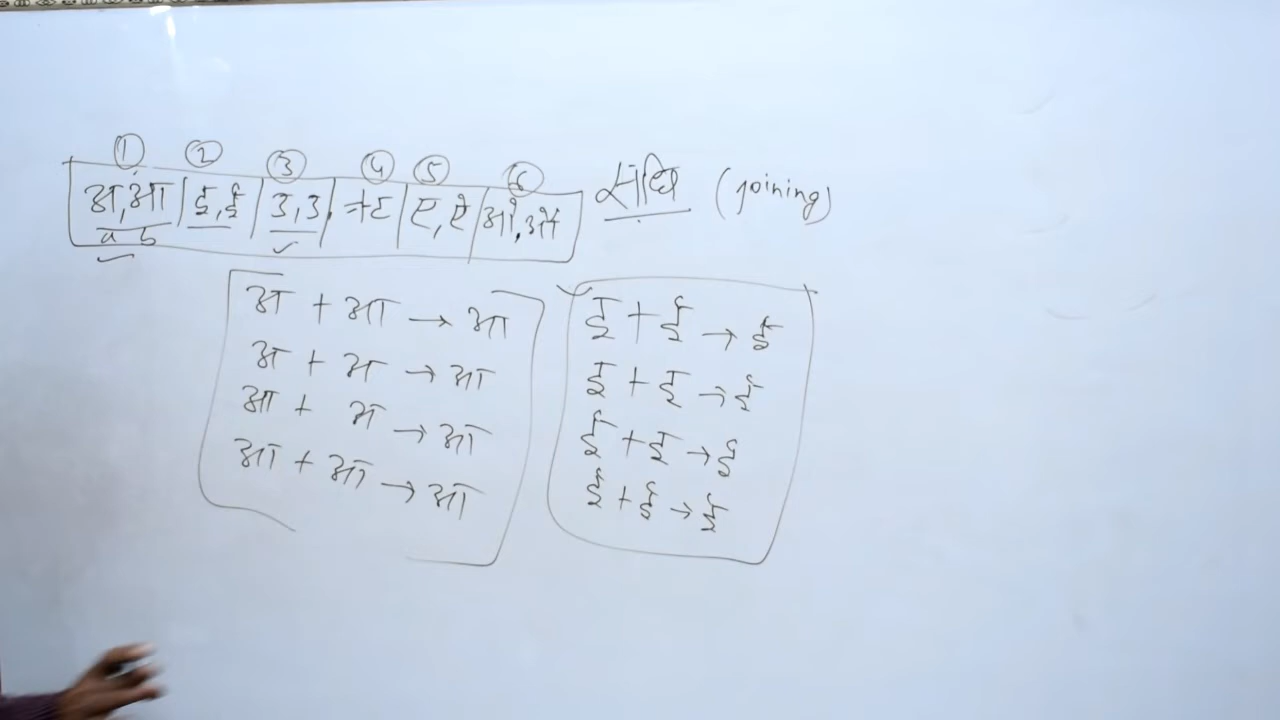 ① ② ③ ④ ⑤ ⑥
अ,आ | इ,ई | उ,उ, | ऋ | ए,ऐ | ओ,औ संधि (joining)
a b
अ + आ → आ
अ + अ → आ
आ + अ → आ
आ + आ → आ
इ + ई → ई
इ + इ → ई
ई + इ → ई
ई + ई → ई